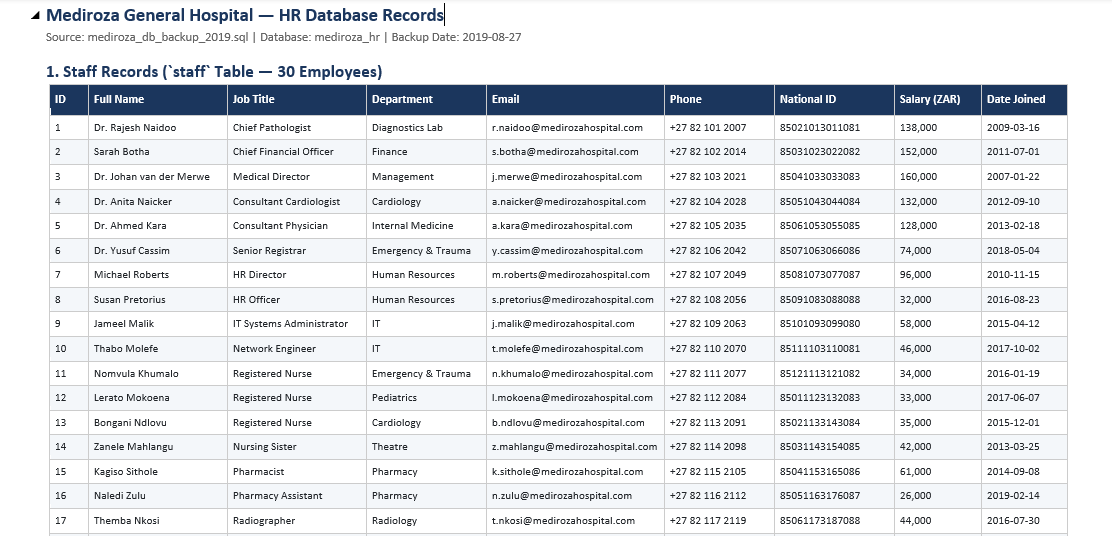 Mediroza General Hospital — HR Database Records
Source: mediroza_db_backup_2019.sql | Database: mediroza_hr | Backup Date: 2019-08-27
1. Staff Records (`staff` Table — 30 Employees)
ID Full Name Job Title Department Email Phone National ID Salary (ZAR) Date Joined
1 Dr. Rajesh Naidoo Chief Pathologist Diagnostics Lab r.naidoo@medirozahospital.com +27 82 101 2007 85021013011081 138,000 2009-03-16
2 Sarah Botha Chief Financial Officer Finance s.botha@medirozahospital.com +27 82 102 2014 85031023022082 152,000 2011-07-01
3 Dr. Johan van der Merwe Medical Director Management j.merwe@medirozahospital.com +27 82 103 2021 85041033033083 160,000 2007-01-22
4 Dr. Anita Naicker Consultant Cardiologist Cardiology a.naicker@medirozahospital.com +27 82 104 2028 85051043044084 132,000 2012-09-10
5 Dr. Ahmed Kara Consultant Physician Internal Medicine a.kara@medirozahospital.com +27 82 105 2035 85061053055085 128,000 2013-02-18
6 Dr. Yusuf Cassim Senior Registrar Emergency & Trauma y.cassim@medirozahospital.com +27 82 106 2042 85071063066086 74,000 2018-05-04
7 Michael Roberts HR Director Human Resources m.roberts@medirozahospital.com +27 82 107 2049 85081073077087 96,000 2010-11-15
8 Susan Pretorius HR Officer Human Resources s.pretorius@medirozahospital.com +27 82 108 2056 85091083088088 32,000 2016-08-23
9 Jameel Malik IT Systems Administrator IT j.malik@medirozahospital.com +27 82 109 2063 85101093099080 58,000 2015-04-12
10 Thabo Molefe Network Engineer IT t.molefe@medirozahospital.com +27 82 110 2070 85111103110081 46,000 2017-10-02
11 Nomvula Khumalo Registered Nurse Emergency & Trauma n.khumalo@medirozahospital.com +27 82 111 2077 85121113121082 34,000 2016-01-19
12 Lerato Mokoena Registered Nurse Pediatrics l.mokoena@medirozahospital.com +27 82 112 2084 85011123132083 33,000 2017-06-07
13 Bongani Ndlovu Registered Nurse Cardiology b.ndlovu@medirozahospital.com +27 82 113 2091 85021133143084 35,000 2015-12-01
14 Zanele Mahlangu Nursing Sister Theatre z.mahlangu@medirozahospital.com +27 82 114 2098 85031143154085 42,000 2013-03-25
15 Kagiso Sithole Pharmacist Pharmacy k.sithole@medirozahospital.com +27 82 115 2105 85041153165086 61,000 2014-09-08
16 Naledi Zulu Pharmacy Assistant Pharmacy n.zulu@medirozahospital.com +27 82 116 2112 85051163176087 26,000 2019-02-14
17 Themba Nkosi Radiographer Radiology t.nkosi@medirozahospital.com +27 82 117 2119 85061173187088 44,000 2016-07-30